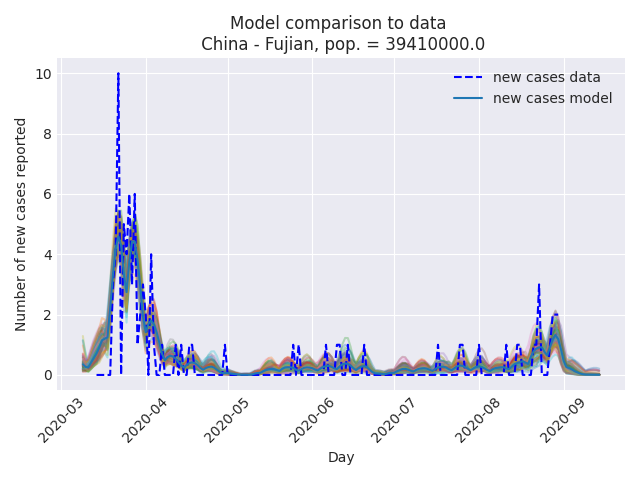 Model comparison to data
China - Fujian, pop. = 39410000.0
new cases data
new cases model
Number of new cases reported
10
8
6
4
2
0
2020-03
2020-04
2020-05
2020-06
2020-07
2020-08
2020-09
Day